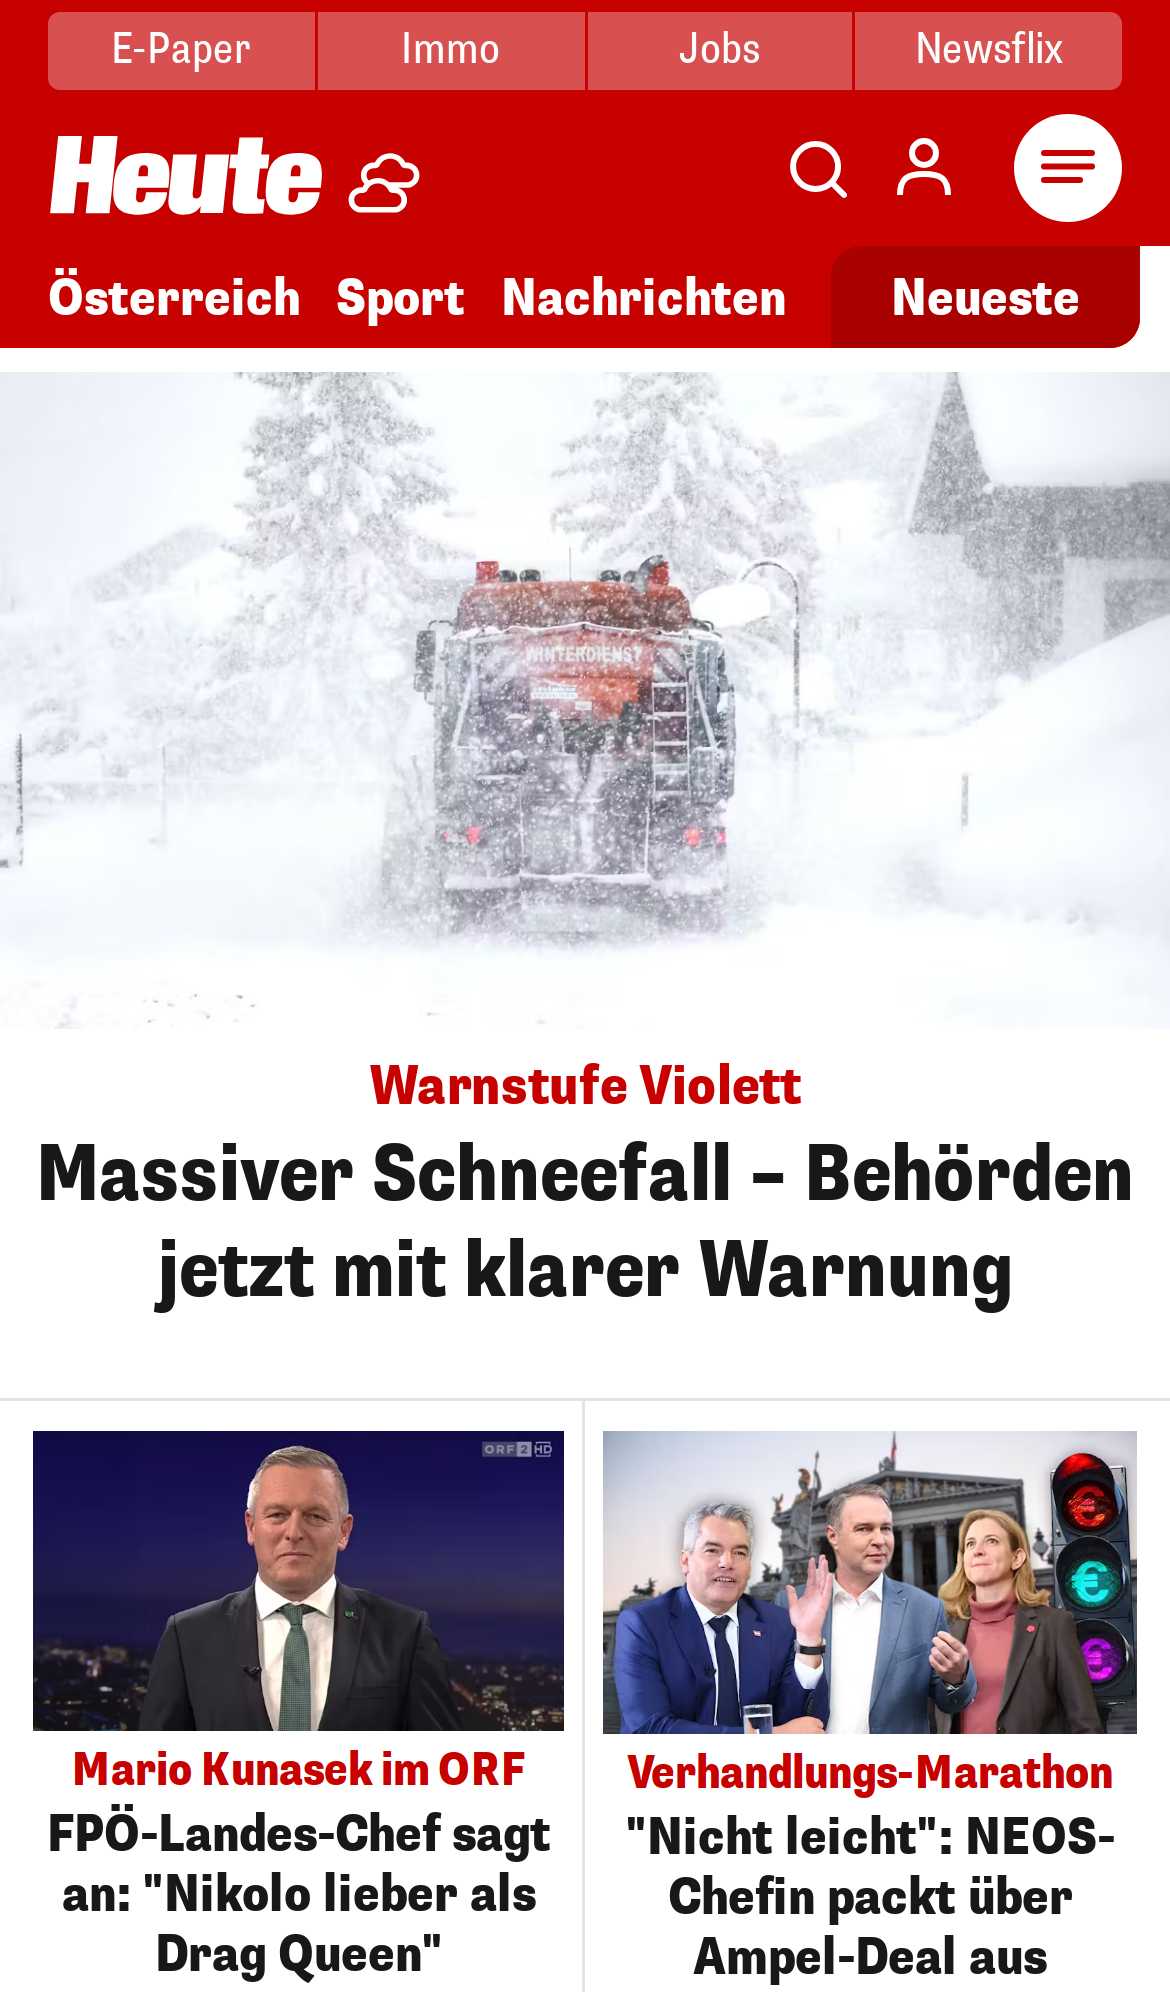 E-Paper
Immo
Jobs
Newsflix
Heute
Österreich
Sport
Nachrichten
Neueste
WINTERDIENST
Warnstufe Violett
Massiver Schneefall – Behörden
jetzt mit klarer Warnung
ORF 2 HD
Mario Kunasek im ORF
FPÖ-Landes-Chef sagt
an: "Nikolo lieber als
Drag Queen"
€
€
€
Verhandlungs-Marathon
"Nicht leicht": NEOS-
Chefin packt über
Ampel-Deal aus